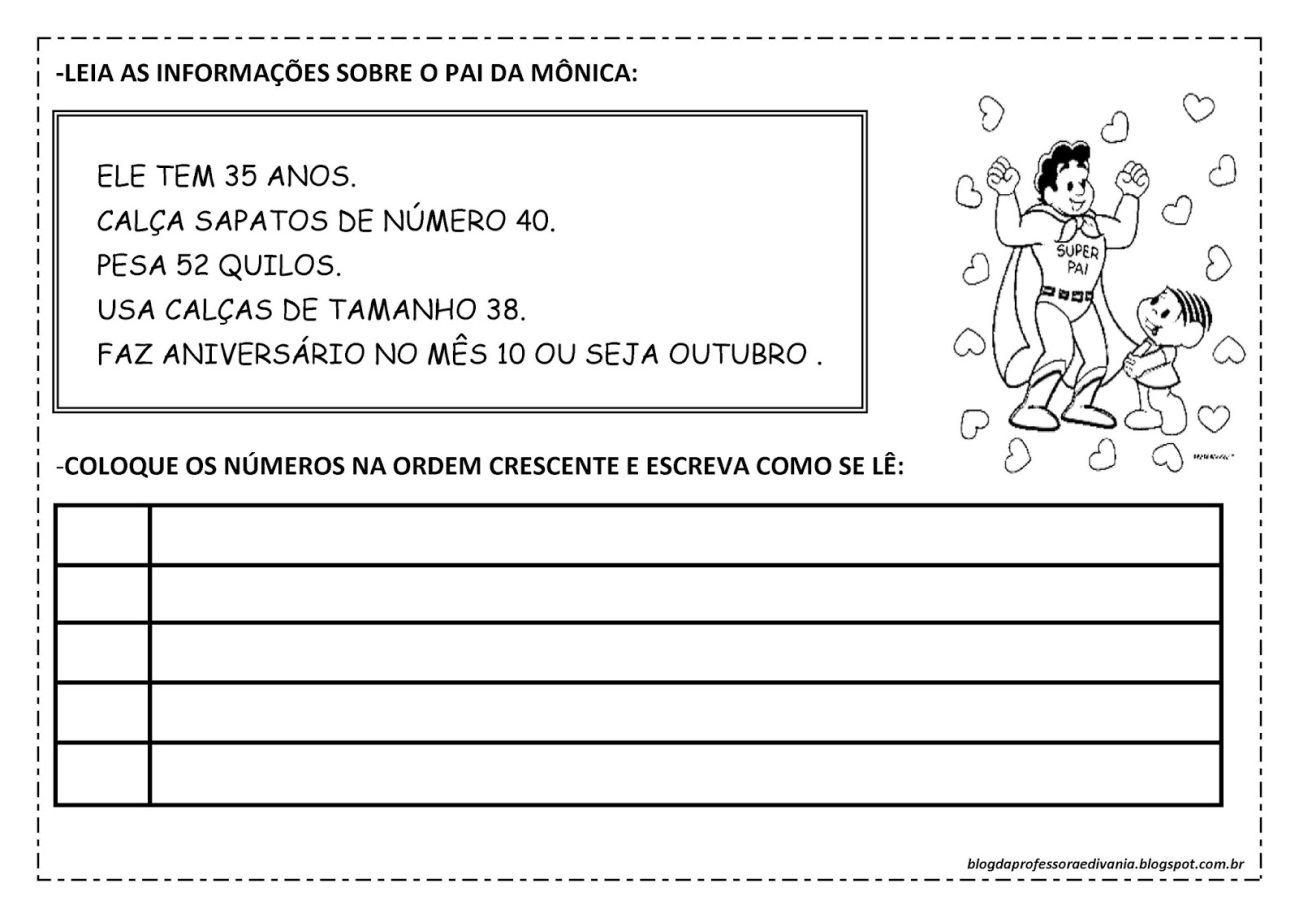 -LEIA AS INFORMAÇÕES SOBRE O PAI DA MÔNICA:
ELE TEM 35 ANOS.
CALÇA SAPATOS DE NÚMERO 40.
PESA 52 QUILOS.
USA CALÇAS DE TAMANHO 38.
FAZ ANIVERSÁRIO NO MÊS 10 OU SEJA OUTUBRO .
SUPER
PAI
-COLOQUE OS NÚMEROS NA ORDEM CRESCENTE E ESCREVA COMO SE LÊ:
blogdaprofessoraedivania.blogspot.com.br